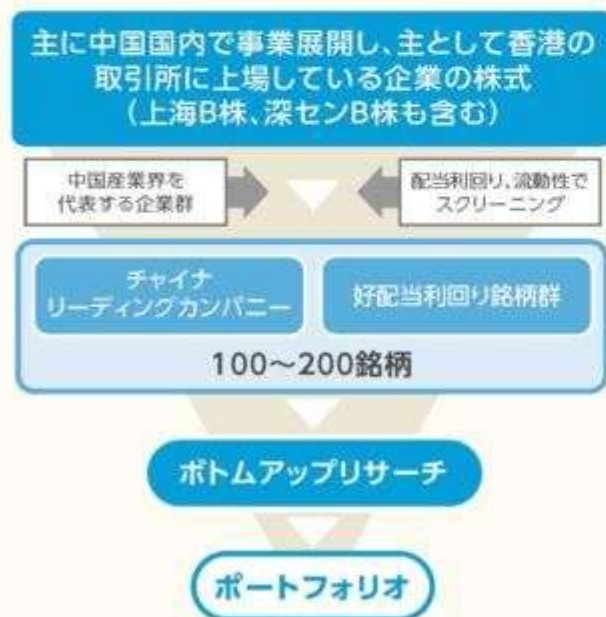 主に中国国内で事業展開し、主として香港の
取引所に上場している企業の株式
(上海B株、深センB株も含む)
中国産業界を
代表する企業群
配当利回り、流動性で
スクリーニング
チャイナ
リーディングカンパニー
好配当利回り銘柄群
100〜200銘柄
ボトムアップリサーチ
ポートフォリオ